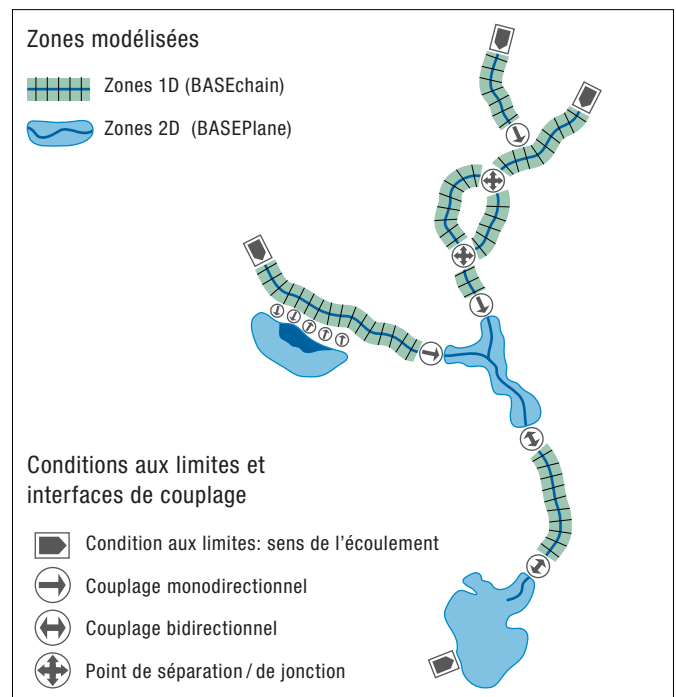 Zones modélisées
Zones 1D (BASEchain)
Zones 2D (BASEPlane)
Conditions aux limites et
interfaces de couplage
Condition aux limites: sens de l'écoulement
Couplage monodirectionnel
Couplage bidirectionnel
Point de séparation / de jonction